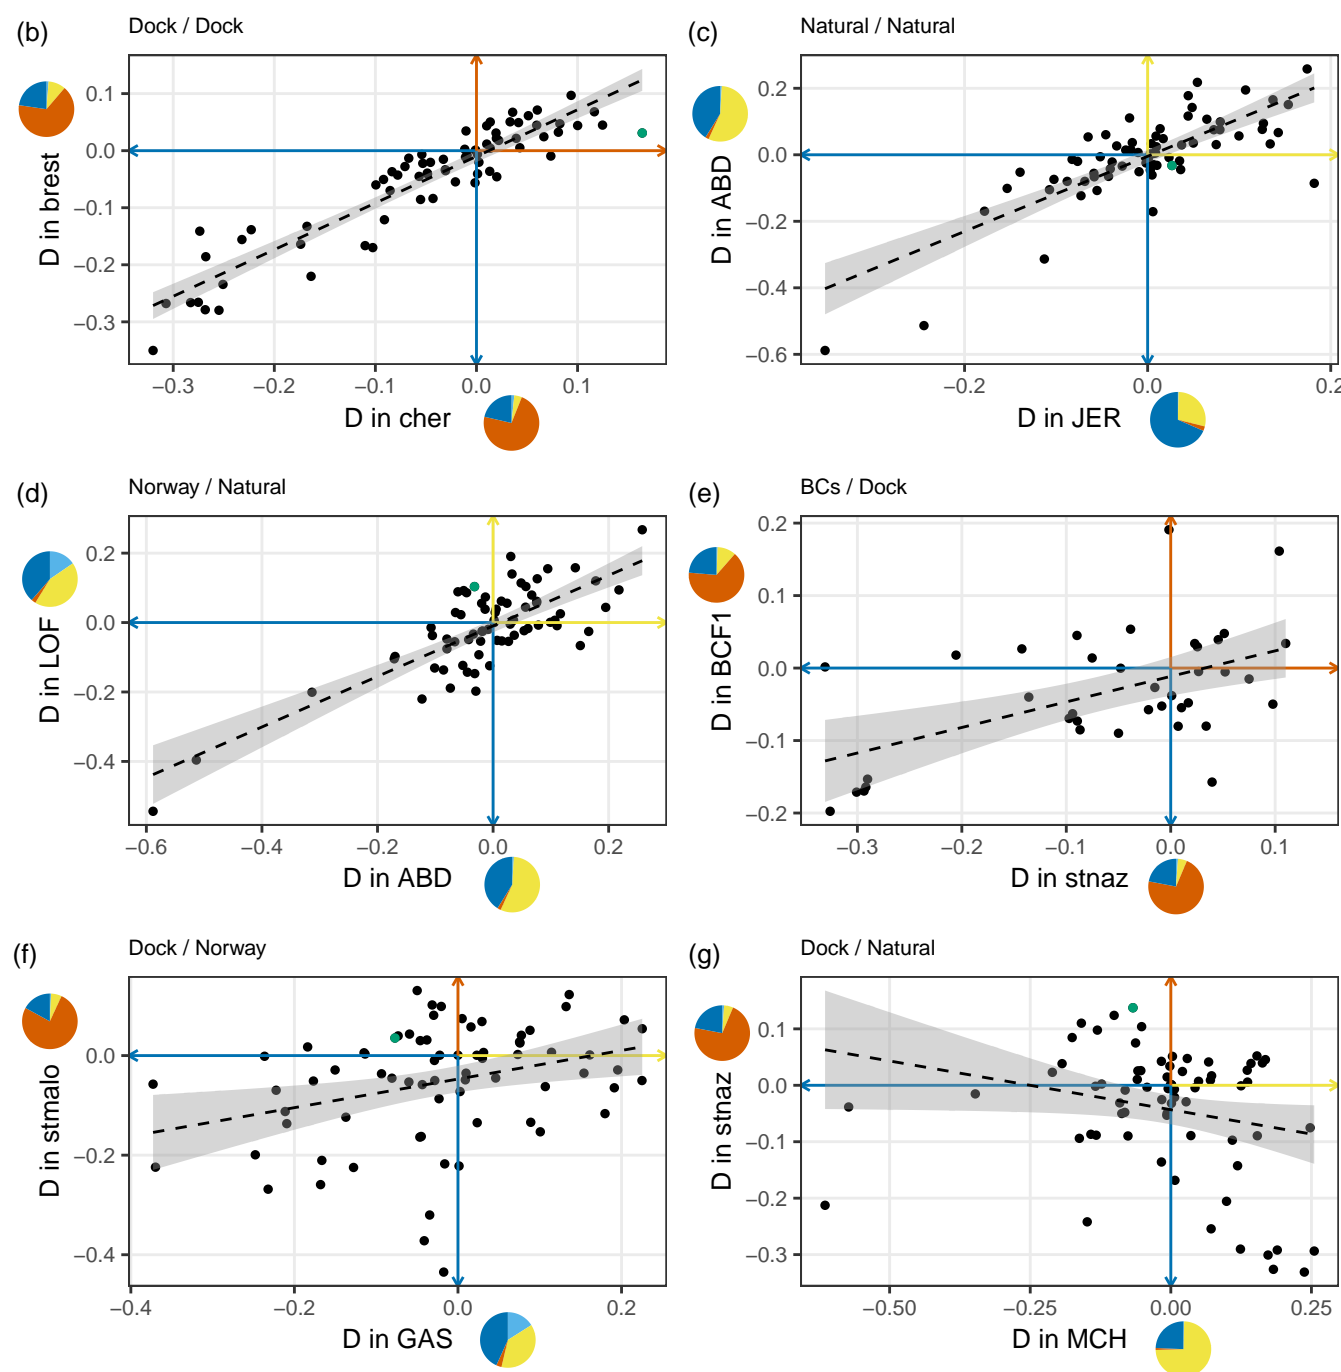 (b) Dock / Dock
D in brest
0.1
0.0
−0.1
−0.2
−0.3
−0.3 −0.2 −0.1 0.0 0.1
D in cher
(c) Natural / Natural
D in ABD
0.2
0.0
−0.2
−0.4
−0.6
−0.2 0.0 0.2
D in JER
(d) Norway / Natural
D in LOF
0.2
0.0
−0.2
−0.4
−0.6 −0.4 −0.2 0.0 0.2
D in ABD
(e) BCs / Dock
D in BCF1
0.2
0.1
0.0
−0.1
−0.2
−0.3 −0.2 −0.1 0.0 0.1
D in stnaz
(f) Dock / Norway
D in stmalo
0.0
−0.2
−0.4
−0.4 −0.2 0.0 0.2
D in GAS
(g) Dock / Natural
D in stnaz
0.1
0.0
−0.1
−0.2
−0.3
−0.50 −0.25 0.00 0.25
D in MCH